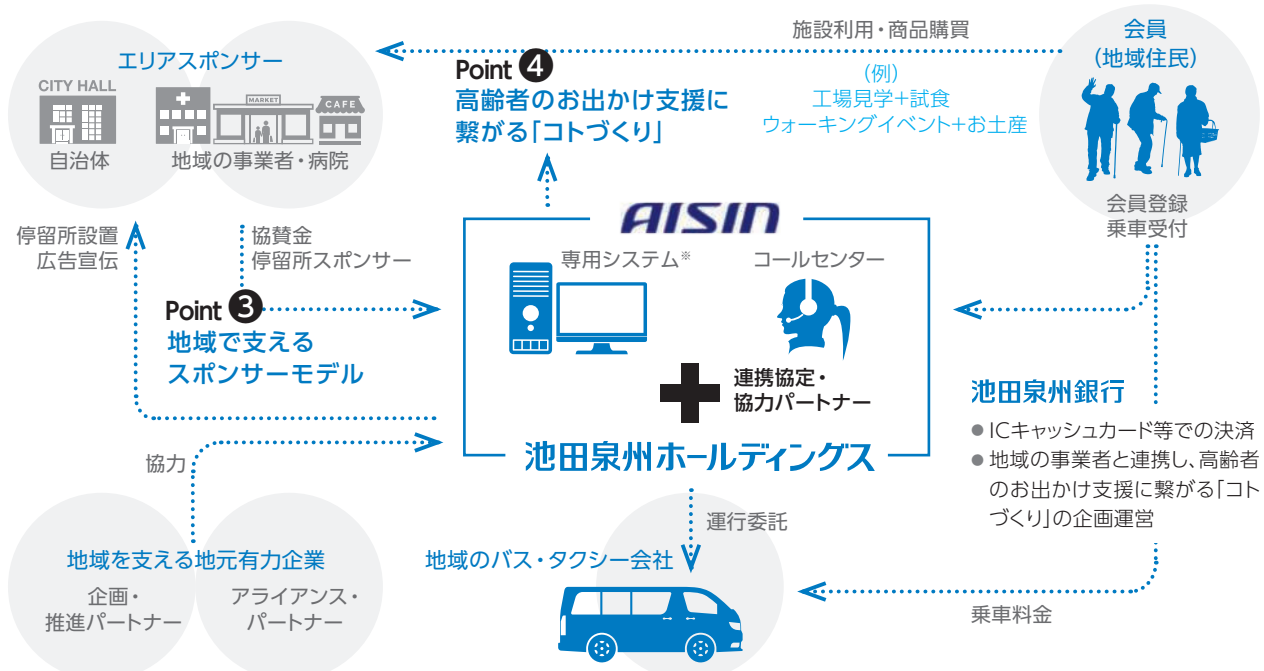 エリアスポンサー
CITY HALL
MARKET
CAFE
自治体
地域の事業者・病院
施設利用・商品購買
Point ❹
高齢者のお出かけ支援に
繋がる「コトづくり」
(例)
工場見学+試食
ウォーキングイベント+お土産
会員
(地域住民)
会員登録
乗車受付
停留所設置
広告宣伝
協賛金
停留所スポンサー
Point ❸
地域で支える
スポンサーモデル
AISIN
専用システム※
コールセンター
連携協定・
協力パートナー
池田泉州ホールディングス
池田泉州銀行
● ICキャッシュカード等での決済
● 地域の事業者と連携し、高齢者
のお出かけ支援に繋がる「コト
づくり」の企画運営
協力
地域を支える地元有力企業
企画・
推進パートナー
アライアンス・
パートナー
運行委託
地域のバス・タクシー会社
乗車料金